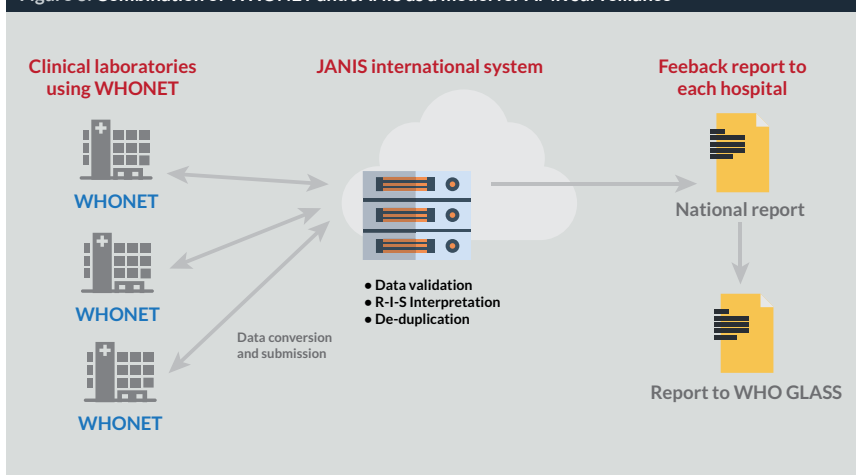 Clinical laboratories
using WHONET
JANIS international system
Feeback report to
each hospital
WHONET
WHONET
WHONET
Data conversion
and submission
● Data validation
● R-I-S Interpretation
● De-duplication
National report
Report to WHO GLASS